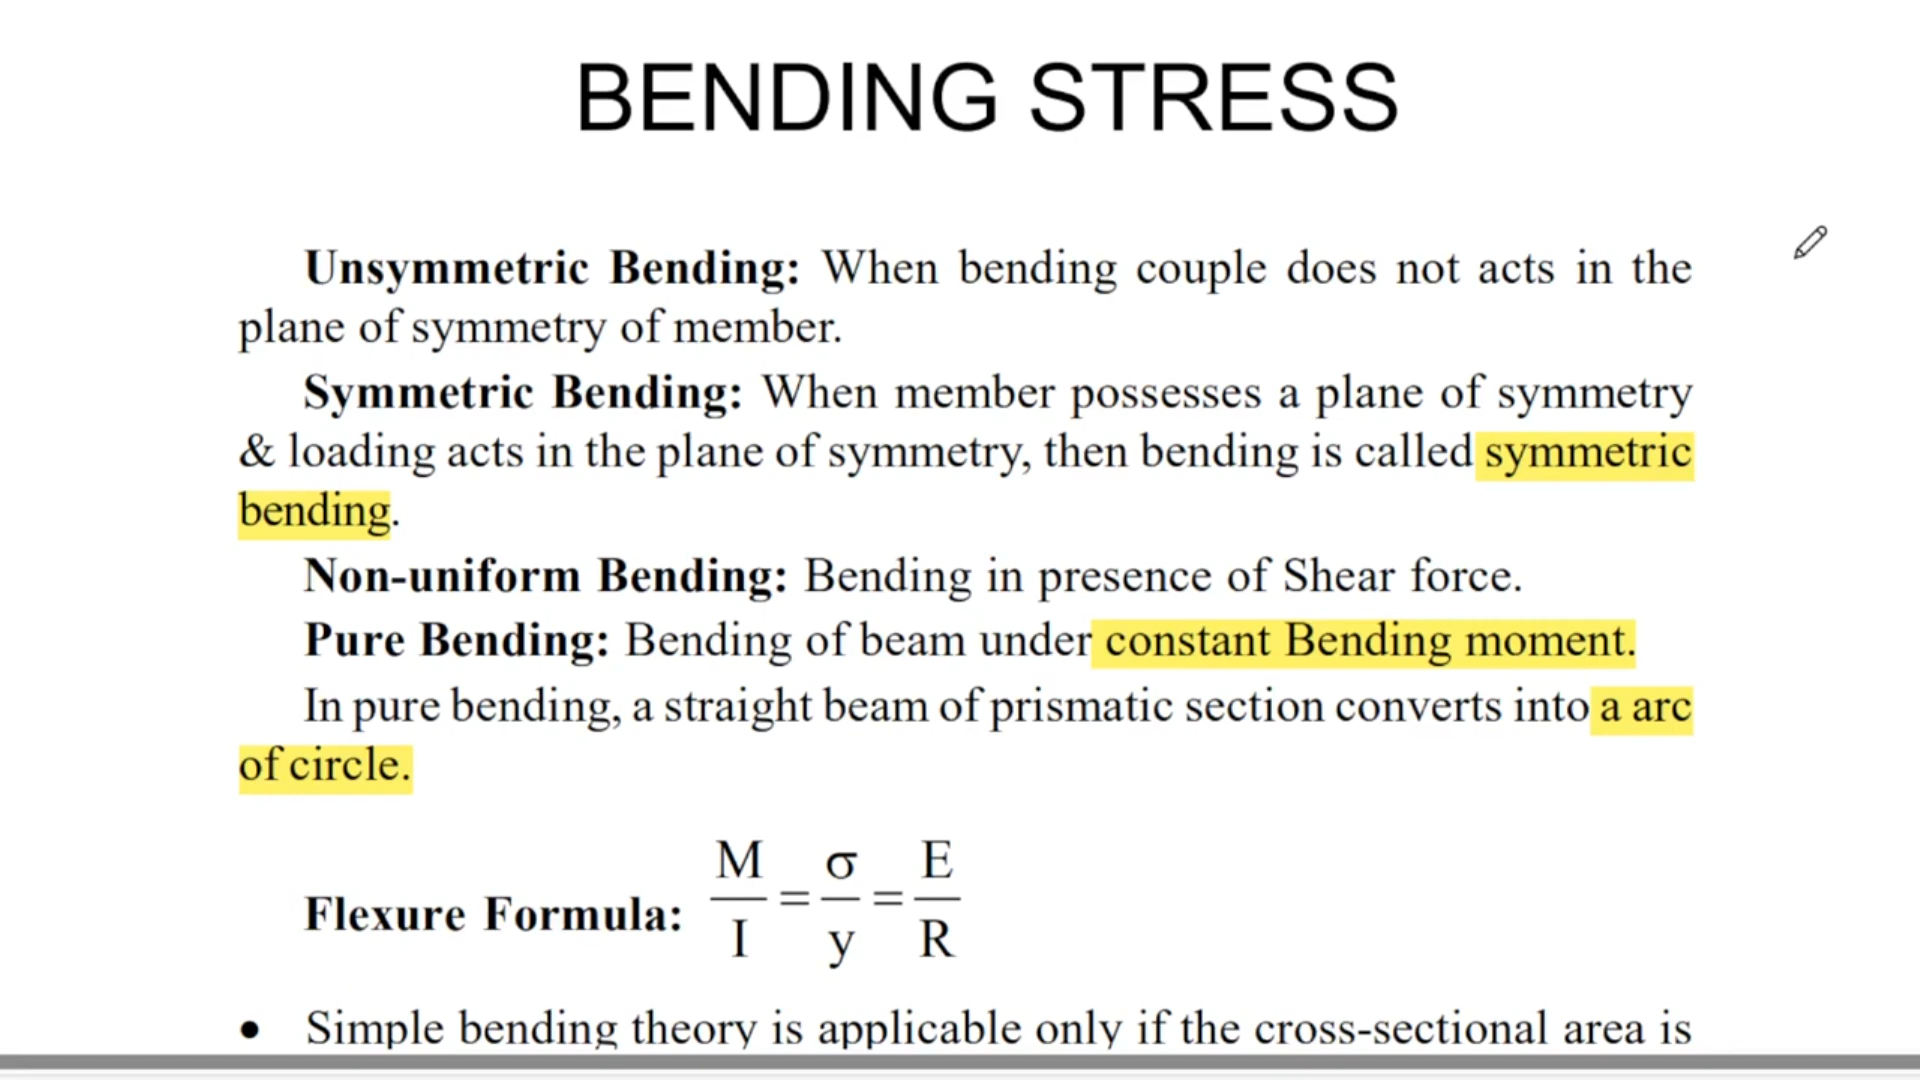 BENDING STRESS
Unsymmetric Bending: When bending couple does not acts in the
plane of symmetry of member.
Symmetric Bending: When member possesses a plane of symmetry
& loading acts in the plane of symmetry, then bending is called symmetric
bending.
Non-uniform Bending: Bending in presence of Shear force.
Pure Bending: Bending of beam under constant Bending moment.
In pure bending, a straight beam of prismatic section converts into a arc
of circle.
Flexure Formula: M/I = σ/y = E/R
• Simple bending theory is applicable only if the cross-sectional area is